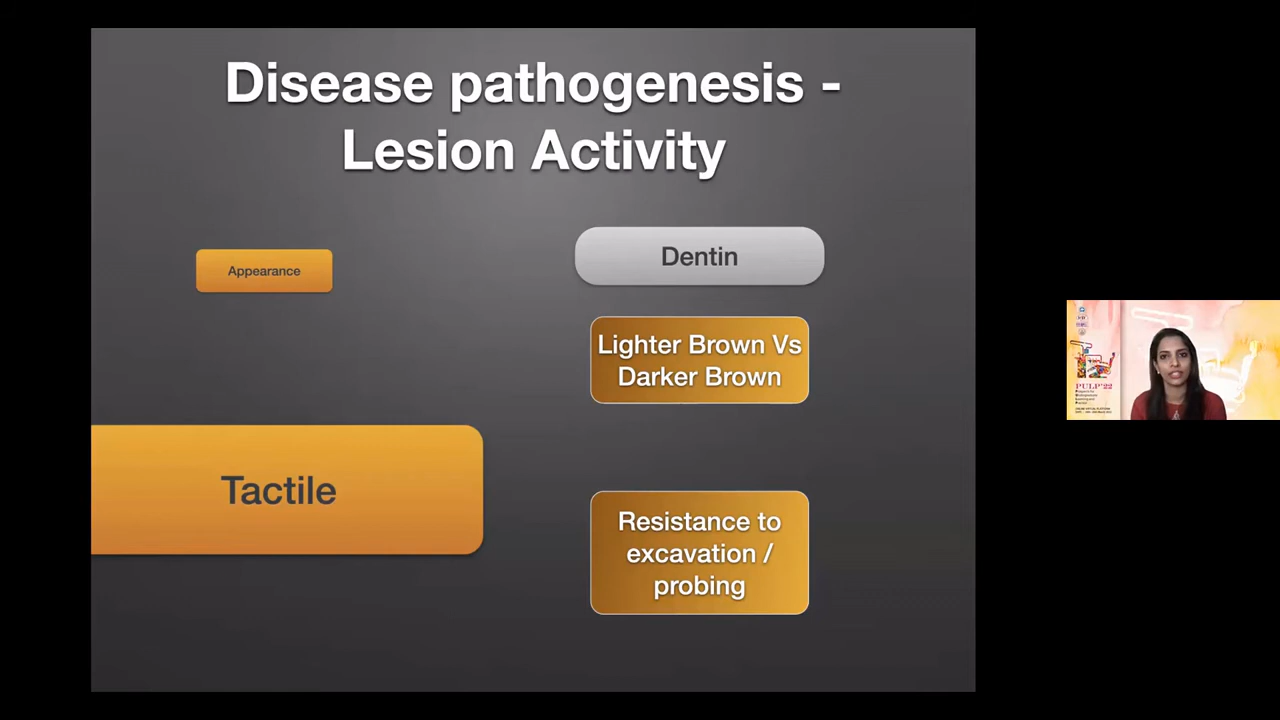 Disease pathogenesis -
Lesion Activity
Appearance
Dentin
Lighter Brown Vs
Darker Brown
Tactile
Resistance to
excavation /
probing
PULP'22